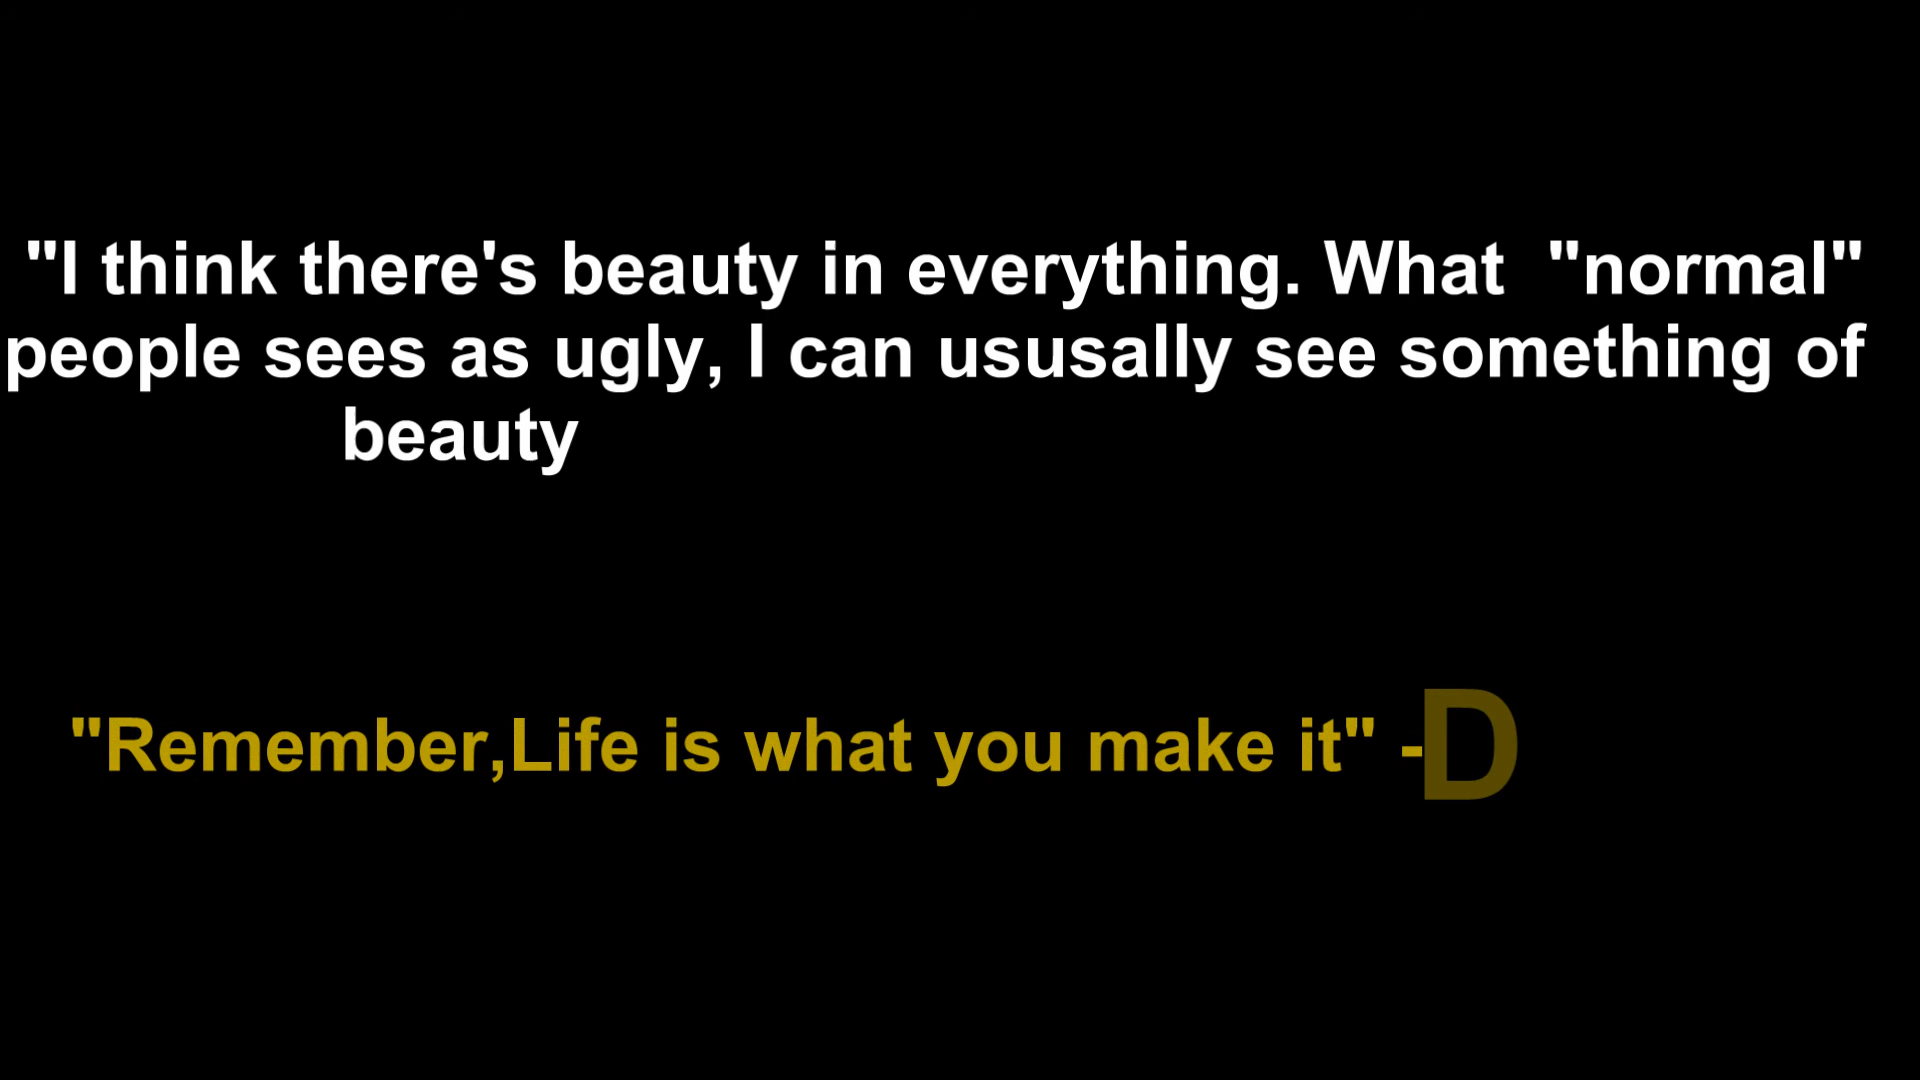 "I think there's beauty in everything. What  "normal"
people sees as ugly, I can ususally see something of
beauty
"Remember,Life is what you make it" -D